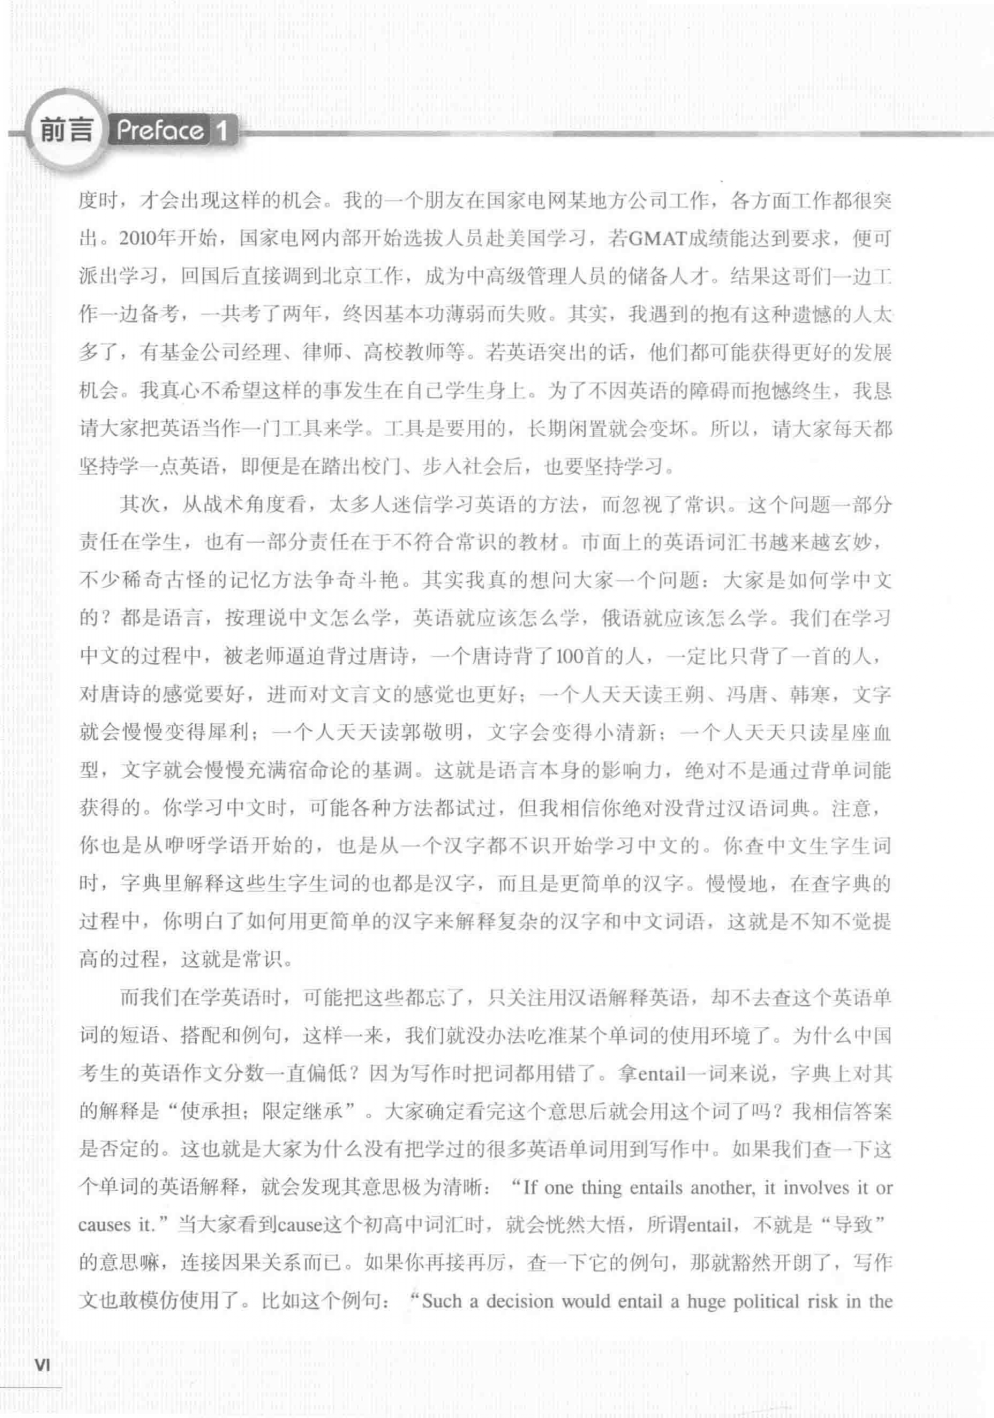 前言 Preface 1
度时，才会出现这样的机会。我的一个朋友在国家电网某地方公司工作，各方面工作都很突
出。2010年开始，国家电网内部开始选拔人员赴美国学习，若GMAT成绩能达到要求，便可
派出学习，回国后直接调到北京工作，成为中高级管理人员的储备人才。结果这哥们一边工
作一边备考，一共考了两年，终因基本功薄弱而失败。其实，我遇到的抱有这种遗憾的人太
多了，有基金公司经理、律师、高校教师等。若英语突出的话，他们都可能获得更好的发展
机会。我真心不希望这样的事发生在自己学生身上。为了不因英语的障碍而抱憾终生，我恳
请大家把英语当作一门工具来学。工具是要用的，长期闲置就会变坏。所以，请大家每天都
坚持学一点英语，即便是在踏出校门、步入社会后，也要坚持学习。
其次，从战术角度看，太多人迷信学习英语的方法，而忽视了常识。这个问题一部分
责任在学生，也有一部分责任在于不符合常识的教材。市面上的英语词汇书越来越玄妙，
不少稀奇古怪的记忆方法争奇斗艳。其实我真的想问大家一个问题：大家是如何学中文
的？都是语言，按理说中文怎么学，英语就应该怎么学，俄语就应该怎么学。我们在学习
中文的过程中，被老师逼迫背过唐诗，一个唐诗背了100首的人，一定比只背了一首的人，
对唐诗的感觉要好，进而对文言文的感觉也更好；一个人天天读王朔、冯唐、韩寒，文字
就会慢慢变得犀利；一个人天天读郭敬明，文字会变得小清新；一个人天天只读星座血
型，文字就会慢慢充满宿命论的基调。这就是语言本身的影响力，绝对不是通过背单词能
获得的。你学习中文时，可能各种方法都试过，但我相信你绝对没背过汉语词典。注意，
你也是从咿呀学语开始的，也是从一个汉字都不识开始学习中文的。你查中文生字生词
时，字典里解释这些生字生词的也都是汉字，而且是更简单的汉字。慢慢地，在查字典的
过程中，你明白了如何用更简单的汉字来解释复杂的汉字和中文词语，这就是不知不觉提
高的过程，这就是常识。
而我们在学英语时，可能把这些都忘了，只关注用汉语解释英语，却不去查这个英语单
词的短语、搭配和例句，这样一来，我们就没办法吃准某个单词的使用环境了。为什么中国
考生的英语作文分数一直偏低？因为写作时把词都用错了。拿entail一词来说，字典上对其
的解释是“使承担；限定继承”。大家确定看完这个意思后就会用这个词了吗？我相信答案
是否定的。这也就是大家为什么没有把学过的很多英语单词用到写作中。如果我们查一下这
个单词的英语解释，就会发现其意思极为清晰：“If one thing entails another, it involves it or
causes it.”当大家看到cause这个初高中词汇时，就会恍然大悟，所谓entail，不就是“导致”
的意思嘛，连接因果关系而已。如果你再接再厉，查一下它的例句，那就豁然开朗了，写作
文也敢模仿使用了。比如这个例句：“Such a decision would entail a huge political risk in the
VI